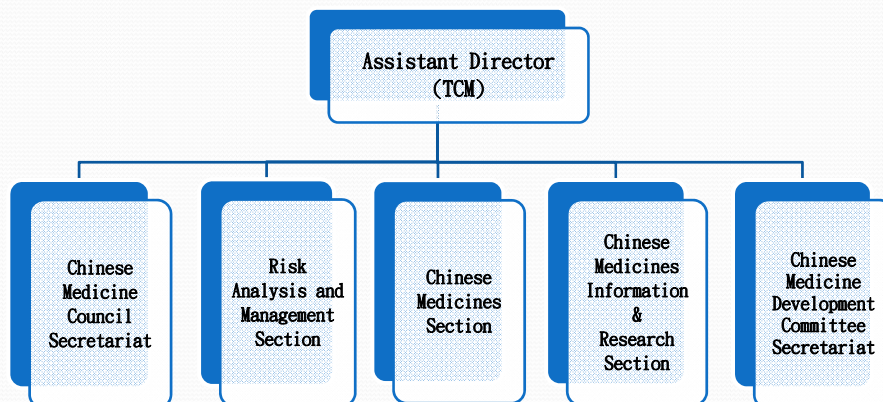 Assistant Director
(TCM)
Chinese
Medicine
Council
Secretariat
Risk
Analysis and
Management
Section
Chinese
Medicines
Section
Chinese
Medicines
Information
&
Research
Section
Chinese
Medicine
Development
Committee
Secretariat